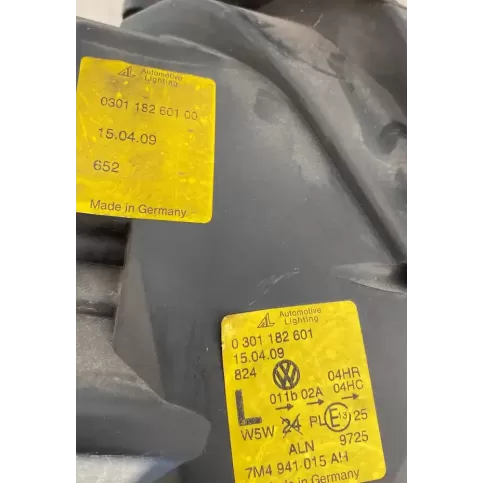 AL Automotive
Lighting
0301 182 601 00
15.04.09
652
Made in Germany
AL Automotive
Lighting
0 301 182 601
15.04.09
824
04HR
L 011b 02A 04HC
W5W 24 PL E13 25
ALN 9725
7M4 941 015 AH
Made in Germany